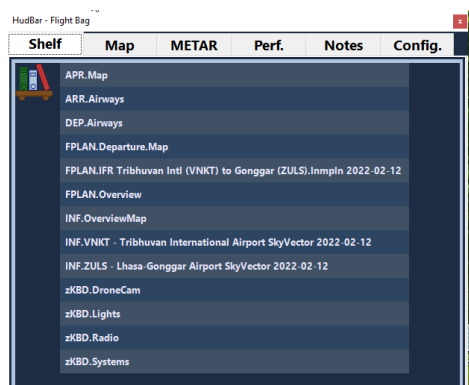 HudBar - Flight Bag
x
Shelf Map METAR Perf. Notes Config.
APR.Map
ARR.Airways
DEP.Airways
FPLAN.Departure.Map
FPLAN.IFR Tribhuvan Intl (VNKT) to Gonggar (ZULS).lnmpln 2022-02-12
FPLAN.Overview
INF.OverviewMap
INF.VNKT - Tribhuvan International Airport SkyVector 2022-02-12
INF.ZULS - Lhasa-Gonggar Airport SkyVector 2022-02-12
zKBD.DroneCam
zKBD.Lights
zKBD.Radio
zKBD.Systems